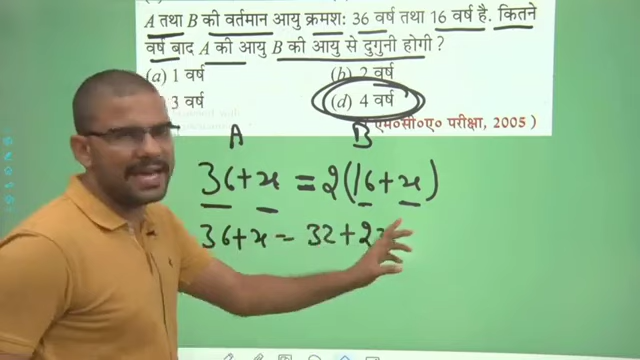 A तथा B की वर्तमान आयु क्रमश: 36 वर्ष तथा 16 वर्ष है. कितने
वर्ष बाद A की आयु B की आयु से दुगुनी होगी ?
(a) 1 वर्ष (b) 2 वर्ष
3 वर्ष (d) 4 वर्ष
एम०सी०ए० परीक्षा, 2005 )
A B
36+x = 2(16+x)
36+x = 32+2x